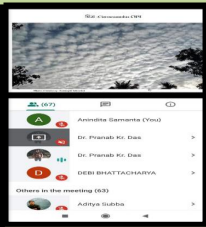 (67)
Anindita Samanta (You)
Dr. Pranab Kr. Das
Dr. Pranab Kr. Das
DEBI BHATTACHARYA
Others in the meeting (63)
Aditya Subba